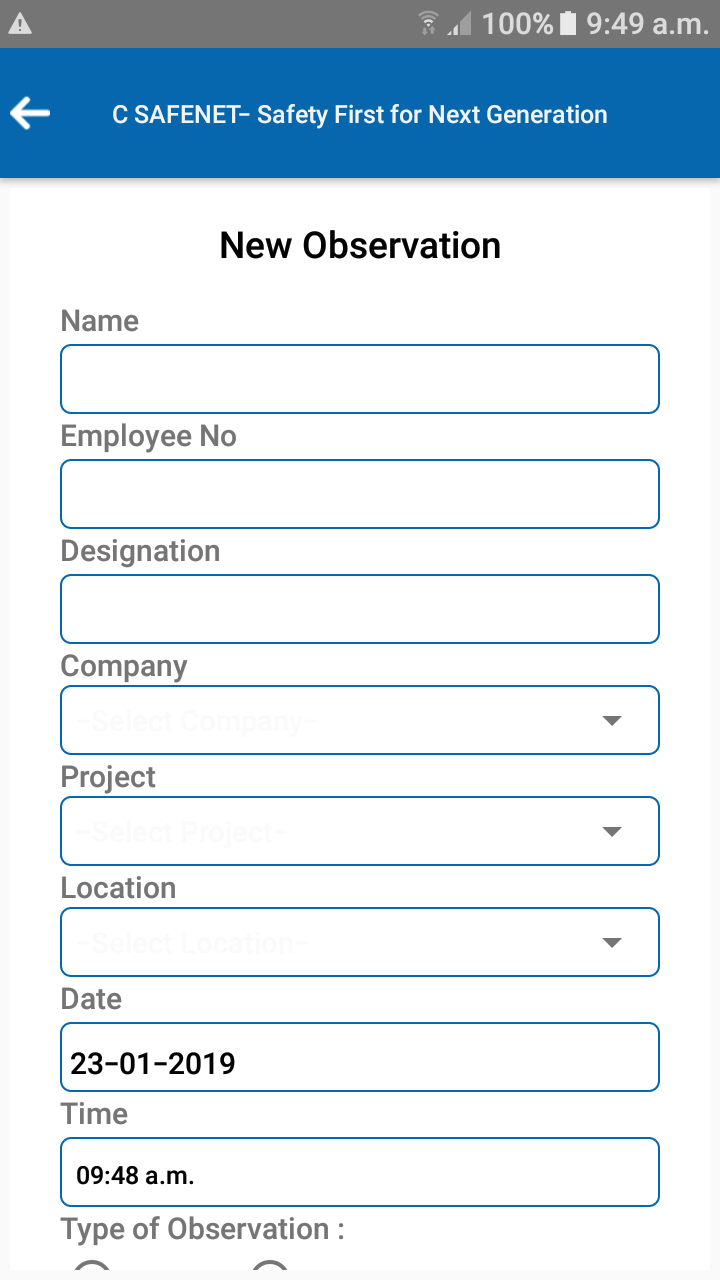 100% 9:49 a.m.
C SAFENET- Safety First for Next Generation
New Observation
Name
Employee No
Designation
Company
-Select Company-
Project
-Select Project-
Location
-Select Location-
Date
23-01-2019
Time
09:48 a.m.
Type of Observation :